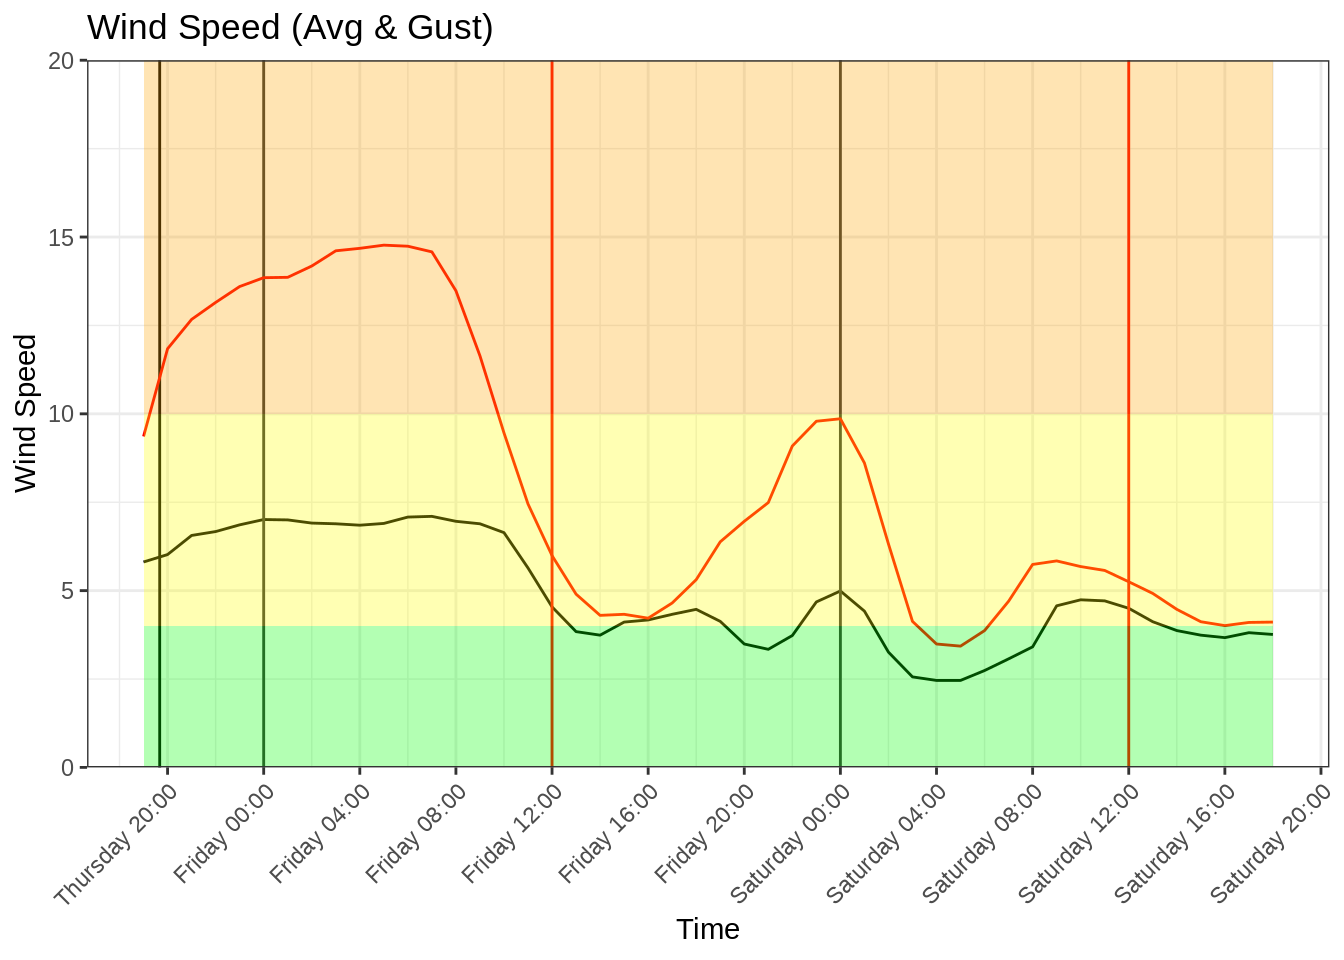 Wind Speed (Avg & Gust)
Wind Speed
20
15
10
5
0
Thursday 20:00
Friday 00:00
Friday 04:00
Friday 08:00
Friday 12:00
Friday 16:00
Friday 20:00
Saturday 00:00
Saturday 04:00
Saturday 08:00
Saturday 12:00
Saturday 16:00
Saturday 20:00
Time